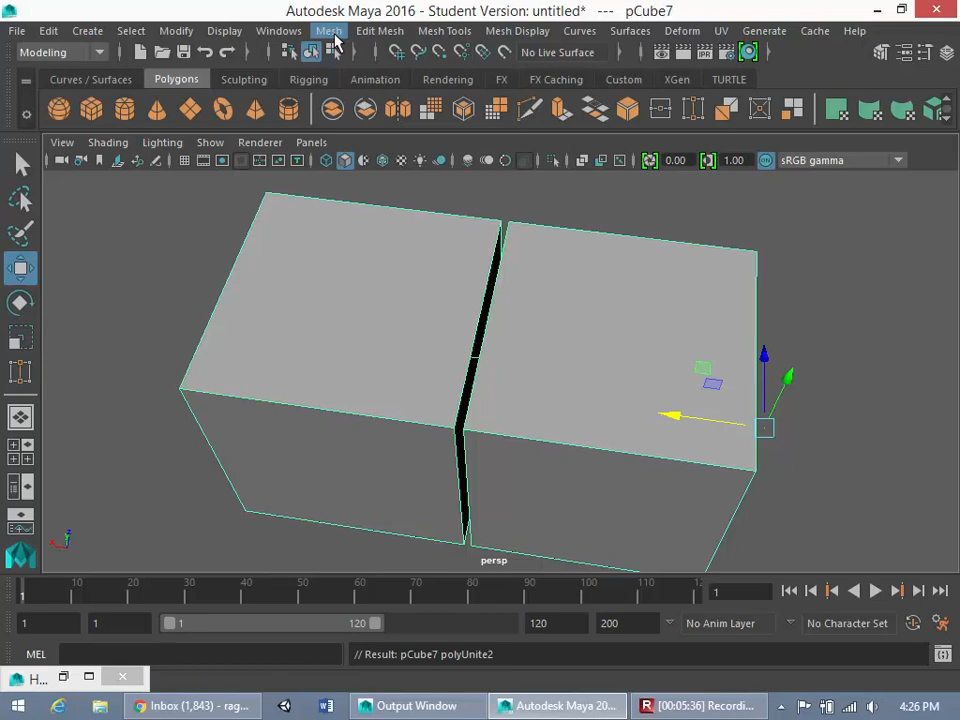 Autodesk Maya 2016 - Student Version: untitled* --- pCube7
File Edit Create Select Modify Display Windows Mesh Edit Mesh Mesh Tools Mesh Display Curves Surfaces Deform UV Generate Cache Help
Modeling No Live Surface IPR
Curves / Surfaces Polygons Sculpting Rigging Animation Rendering FX FX Caching Custom XGen TURTLE
View Shading Lighting Show Renderer Panels
0.00 1.00 ON sRGB gamma
persp
1 10 20 30 40 50 60 70 80 90 100 110 12 1
1 1 1 120 120 200 No Anim Layer No Character Set
MEL // Result: pCube7 polyUnite2
H...
Inbox (1,843) - rag... Output Window Autodesk Maya 20... [00:05:36] Recordi... 4:26 PM